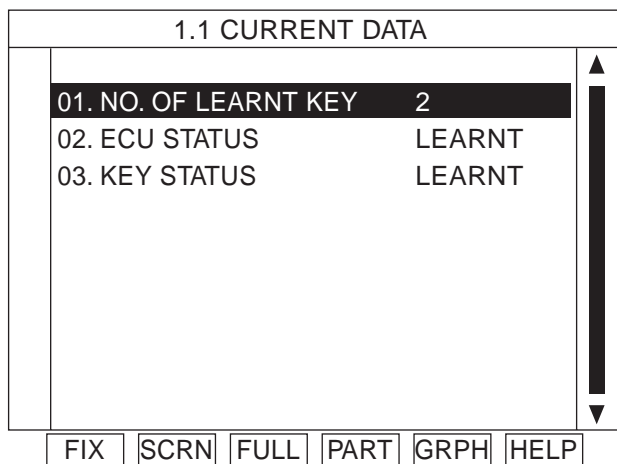 1.1 CURRENT DATA
01. NO. OF LEARNT KEY 2
02. ECU STATUS LEARNT
03. KEY STATUS LEARNT
FIX SCRN FULL PART GRPH HELP